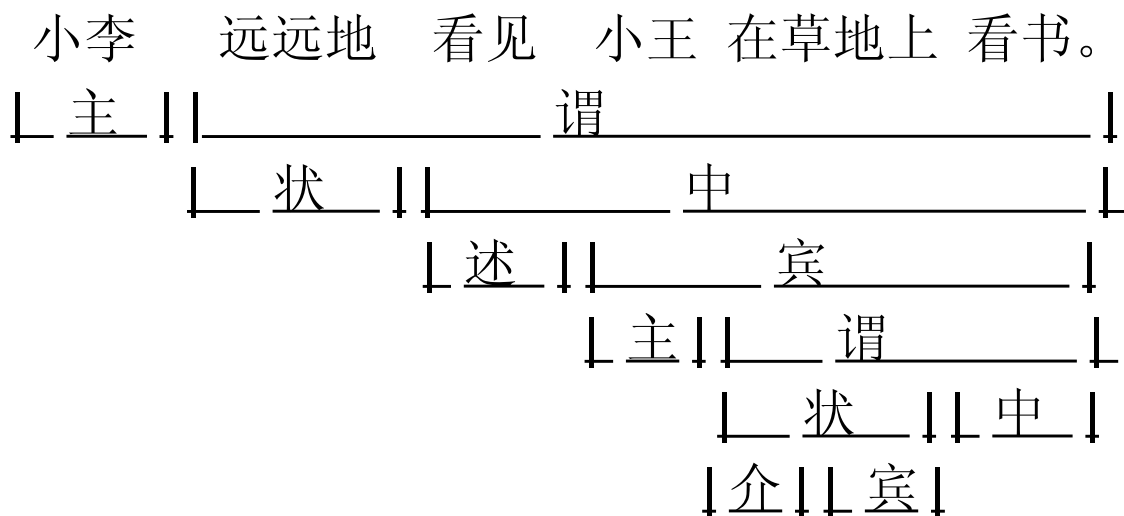 小李 远远地 看见 小王 在草地上 看书。
主 谓
状 中
述 宾
主 谓
状 中
介 宾